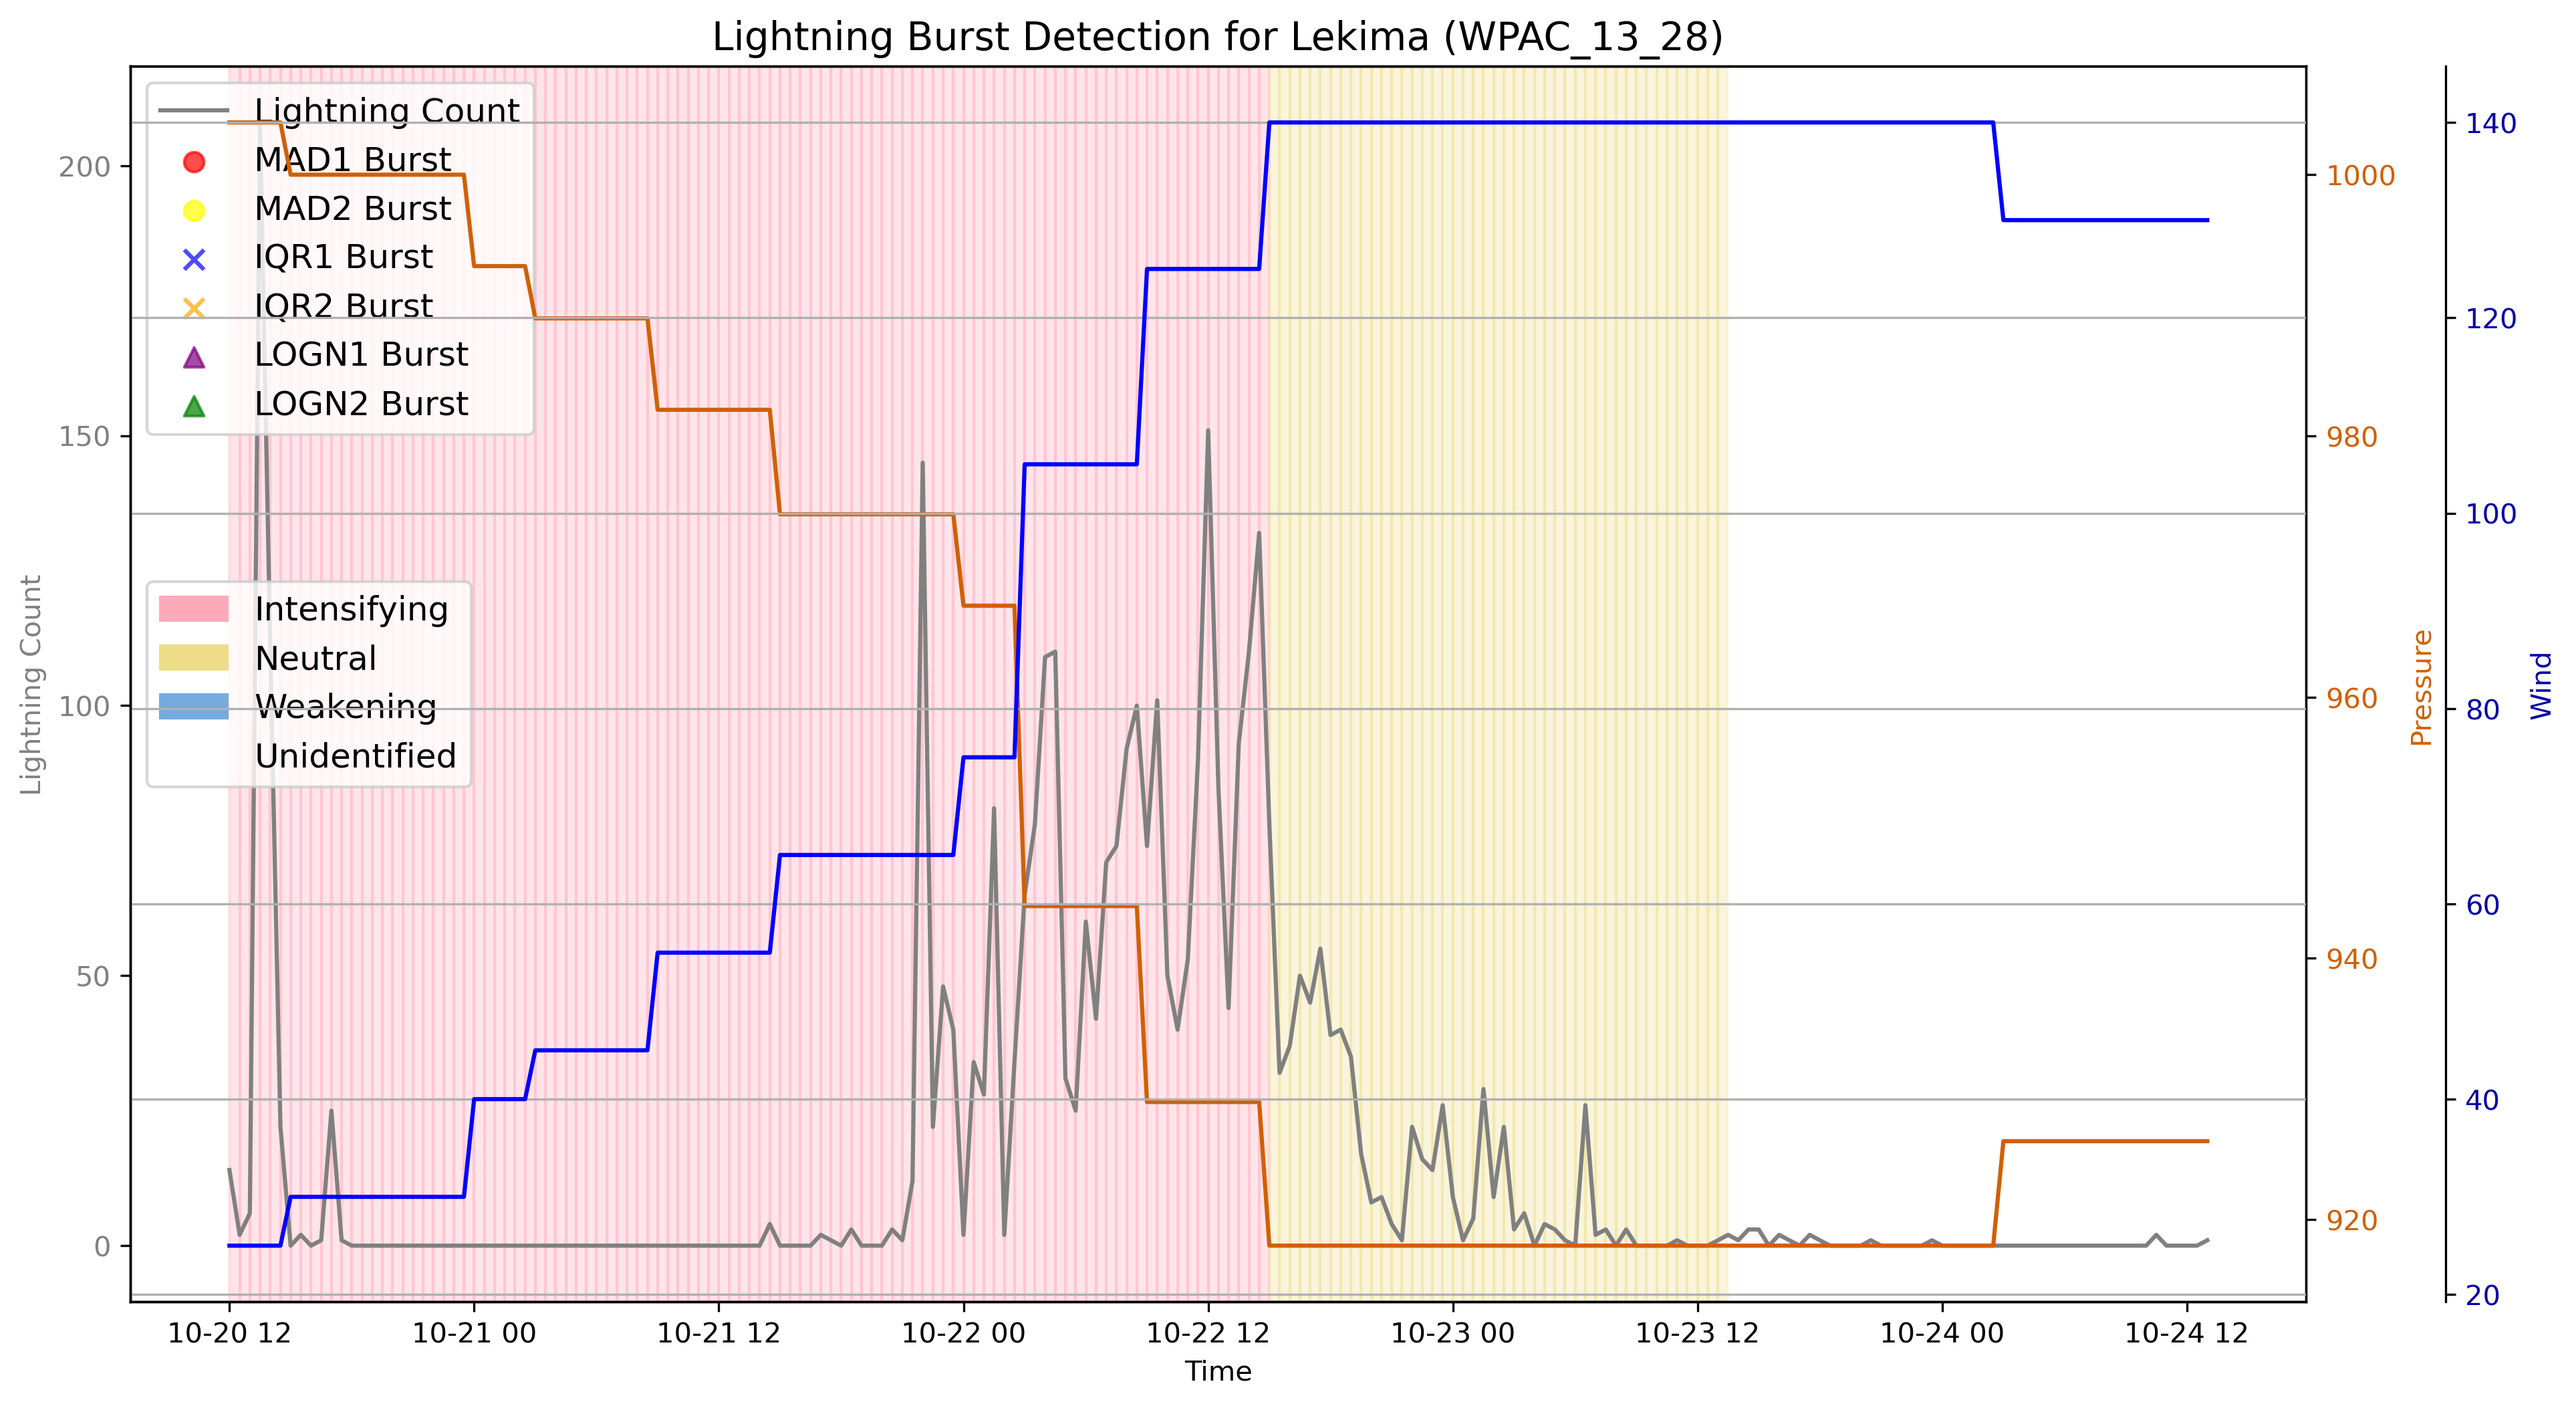 Lightning Burst Detection for Lekima (WPAC_13_28)
Lightning Count
MAD1 Burst
MAD2 Burst
IQR1 Burst
IQR2 Burst
LOGN1 Burst
LOGN2 Burst
Intensifying
Neutral
Weakening
Unidentified
Lightning Count
200
150
100
50
0
1000
980
960
940
920
Pressure
140
120
100
80
60
40
20
Wind
10-20 12
10-21 00
10-21 12
10-22 00
10-22 12
10-23 00
10-23 12
10-24 00
10-24 12
Time